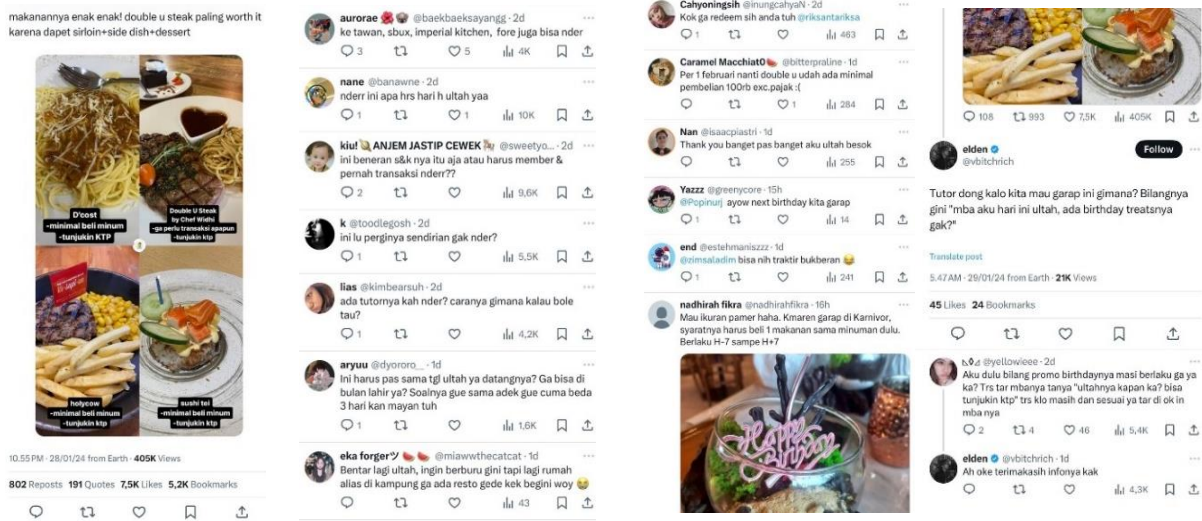 makanannya enak enak! double u steak paling worth it
karena dapet sirloin+side dish+dessert
D'cost
-minimal beli minum
-tunjukin KTP
Double U Steak
by Chef Widhi
-ga perlu transaksi apapun
-tunjukin ktp
holycow
-minimal beli minum
-tunjukin ktp
sushi tei
-minimal beli minum
-tunjukin ktp
10.55 PM · 28/01/24 from Earth · 405K Views
802 Reposts 191 Quotes 7,5K Likes 5,2K Bookmarks
aurorae @baekbaeksayangg · 2d
ke tawan, sbux, imperial kitchen, fore juga bisa nder
3 5 4K
nane @banawne · 2d
nderr ini apa hrs hari h ultah yaa
1 1 10K
kiu! ANJEM JASTIP CEWEK @sweetyo... · 2d
ini beneran s&k nya itu aja atau harus member &
pernah transaksi nderr??
2 9,6K
k @toodlegosh · 2d
ini lu perginya sendirian gak nder?
1 5,5K
lias @kimbearsuh · 2d
ada tutornya kah nder? caranya gimana kalau bole
tau?
1 4,2K
aryuu @dyororo__ · 1d
Ini harus pas sama tgl ultah ya datangnya? Ga bisa di
bulan lahir ya? Soalnya gue sama adek gue cuma beda
3 hari kan mayan tuh
1 1,6K
eka forgerツ @miawwthecatcat · 1d
Bentar lagi ultah, ingin berburu gini tapi lagi rumah
alias di kampung ga ada resto gede kek begini woy 😭
43
Cahyoningsih @inungcahyaN · 2d
Kok ga redeem sih anda tuh @riksantariksa
1 463
Caramel Macchiat0🍉 @bitterpraline · 1d
Per 1 februari nanti double u udah ada minimal
pembelian 100rb exc.pajak :(
1 284
Nan @isaacpiastri · 1d
Thank you banget pas banget aku ultah besok
255
Yazzz @greenycore · 15h
@Popinurj ayow next birthday kita garap
1 14
end @estehmaniszzz · 1d
@zimsaladim bisa nih traktir bukberan 😂
1 241
nadhirah fikra @nadhirahfikra · 16h
Mau ikuran pamer haha. Kmaren garap di Karnivor,
syaratnya harus beli 1 makanan sama minuman dulu.
Berlaku H-7 sampe H+7
Happy
Birthday
108 993 7,5K 405K
elden
@vbitchrich
Follow
Tutor dong kalo kita mau garap ini gimana? Bilangnya
gini "mba aku hari ini ultah, ada birthday treatsnya
gak?"
Translate post
5.47 AM · 29/01/24 from Earth · 21K Views
45 Likes 24 Bookmarks
@yellowieee · 2d
Aku dulu bilang promo birthdaynya masi berlaku ga ya
ka? Trs tar mbanya tanya "ultahnya kapan ka? bisa
tunjukin ktp" trs klo masih dan sesuai ya tar di ok in
mba nya
2 4 46 5,4K
elden @vbitchrich · 1d
Ah oke terimakasih infonya kak
4,3K